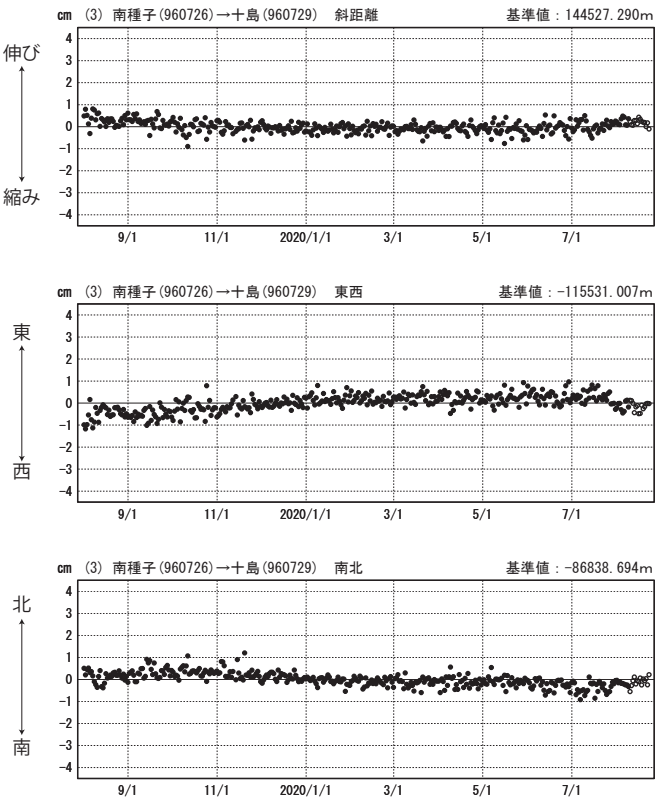 cm (3) 南種子(960726)→十島(960729) 斜距離 基準値：144527.290m
伸び
縮み
4
3
2
1
0
-1
-2
-3
-4
9/1 11/1 2020/1/1 3/1 5/1 7/1
cm (3) 南種子(960726)→十島(960729) 東西 基準値：-115531.007m
東
西
4
3
2
1
0
-1
-2
-3
-4
9/1 11/1 2020/1/1 3/1 5/1 7/1
cm (3) 南種子(960726)→十島(960729) 南北 基準値：-86838.694m
北
南
4
3
2
1
0
-1
-2
-3
-4
9/1 11/1 2020/1/1 3/1 5/1 7/1